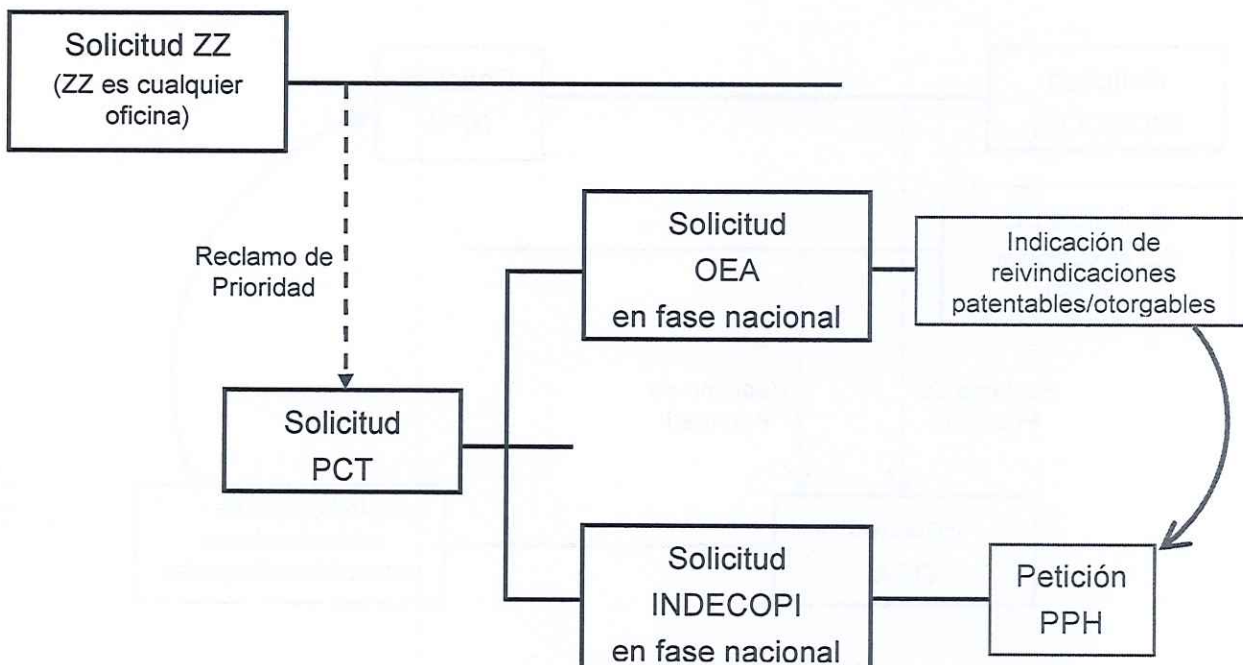 Solicitud ZZ
(ZZ es cualquier
oficina)
Reclamo de
Prioridad
Solicitud
OEA
en fase nacional
Indicación de
reivindicaciones
patentables/otorgables
Solicitud
PCT
Solicitud
INDECOPI
en fase nacional
Petición
PPH